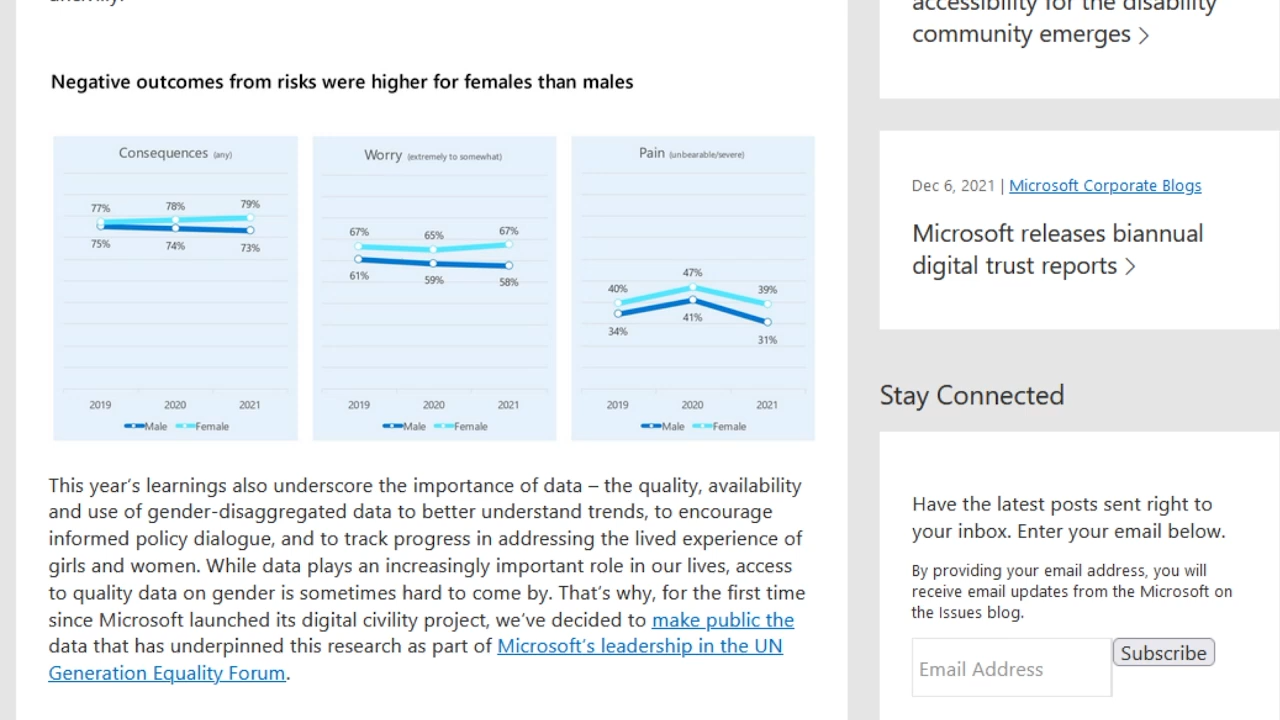 Negative outcomes from risks were higher for females than males
Consequences (any)
77%
78%
79%
75%
74%
73%
2019
2020
2021
Male
Female
Worry (extremely to somewhat)
67%
65%
67%
61%
59%
58%
2019
2020
2021
Male
Female
Pain (unbearable/severe)
40%
47%
39%
34%
41%
31%
2019
2020
2021
Male
Female
This year's learnings also underscore the importance of data – the quality, availability
and use of gender-disaggregated data to better understand trends, to encourage
informed policy dialogue, and to track progress in addressing the lived experience of
girls and women. While data plays an increasingly important role in our lives, access
to quality data on gender is sometimes hard to come by. That's why, for the first time
since Microsoft launched its digital civility project, we've decided to make public the
data that has underpinned this research as part of Microsoft's leadership in the UN
Generation Equality Forum.
accessibility for the disability
community emerges >
Dec 6, 2021 | Microsoft Corporate Blogs
Microsoft releases biannual
digital trust reports >
Stay Connected
Have the latest posts sent right to
your inbox. Enter your email below.
By providing your email address, you will
receive email updates from the Microsoft on
the Issues blog.
Email Address
Subscribe